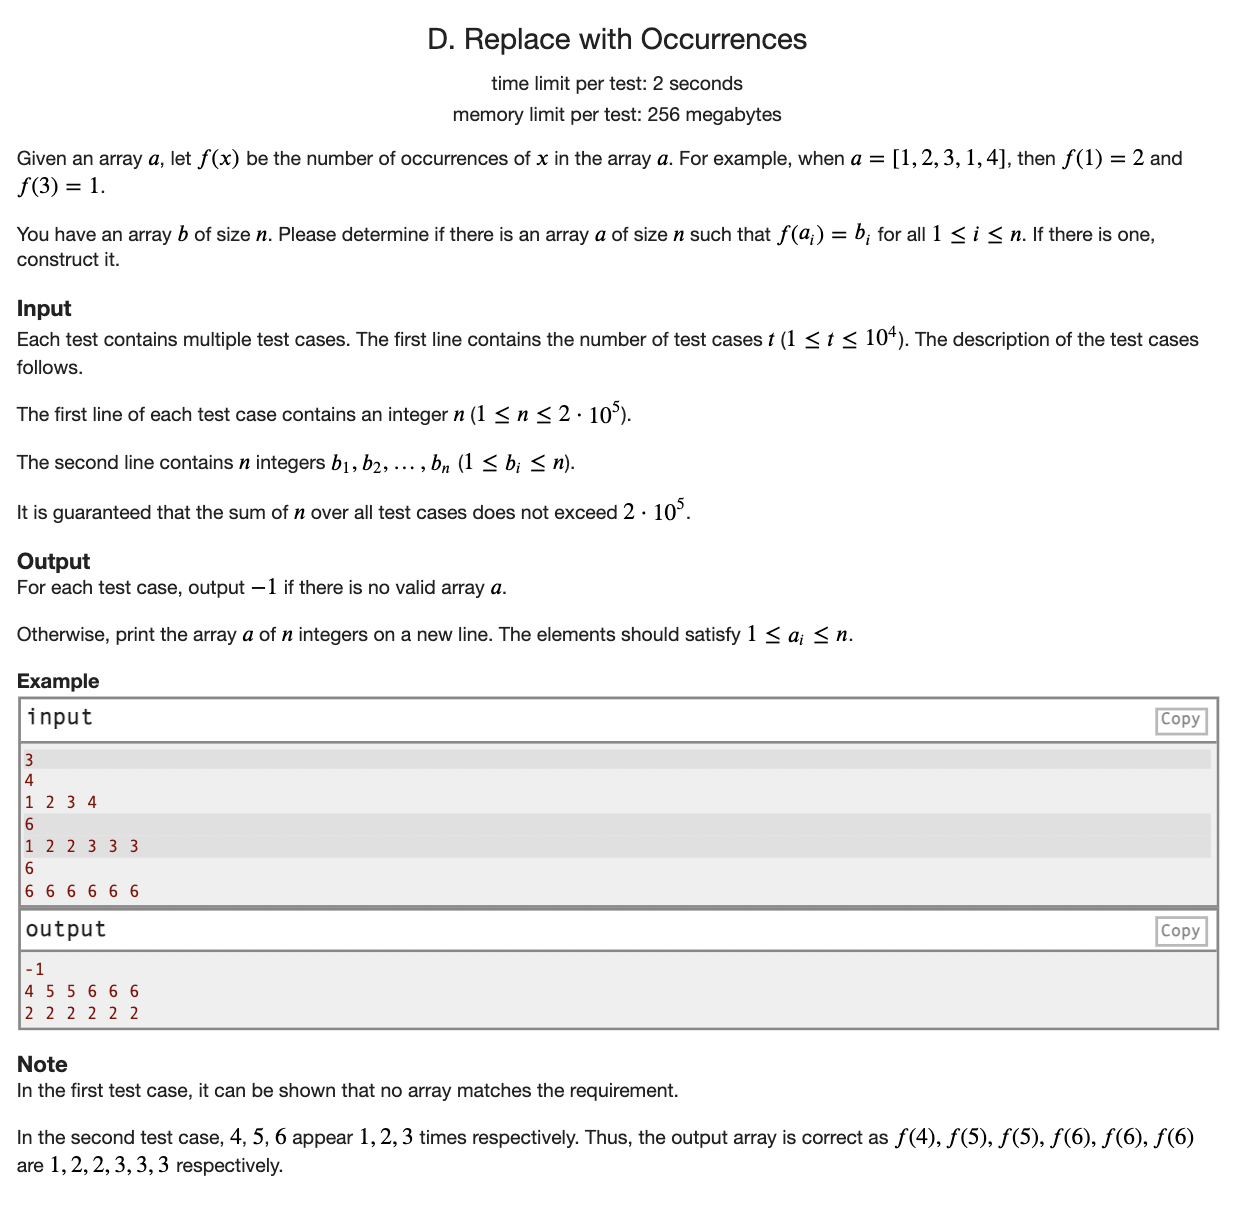 D. Replace with Occurrences
time limit per test: 2 seconds
memory limit per test: 256 megabytes
Given an array a, let f(x) be the number of occurrences of x in the array a. For example, when a = [1, 2, 3, 1, 4], then f(1) = 2 and
f(3) = 1.
You have an array b of size n. Please determine if there is an array a of size n such that f(a_i) = b_i for all 1 ≤ i ≤ n. If there is one,
construct it.
Input
Each test contains multiple test cases. The first line contains the number of test cases t (1 ≤ t ≤ 10^4). The description of the test cases
follows.
The first line of each test case contains an integer n (1 ≤ n ≤ 2 · 10^5).
The second line contains n integers b_1, b_2, … , b_n (1 ≤ b_i ≤ n).
It is guaranteed that the sum of n over all test cases does not exceed 2 · 10^5.
Output
For each test case, output −1 if there is no valid array a.
Otherwise, print the array a of n integers on a new line. The elements should satisfy 1 ≤ a_i ≤ n.
Example
input Copy
3
4
1 2 3 4
6
1 2 2 3 3 3
6
6 6 6 6 6 6
output Copy
-1
4 5 5 6 6 6
2 2 2 2 2 2
Note
In the first test case, it can be shown that no array matches the requirement.
In the second test case, 4, 5, 6 appear 1, 2, 3 times respectively. Thus, the output array is correct as f(4), f(5), f(5), f(6), f(6), f(6)
are 1, 2, 2, 3, 3, 3 respectively.